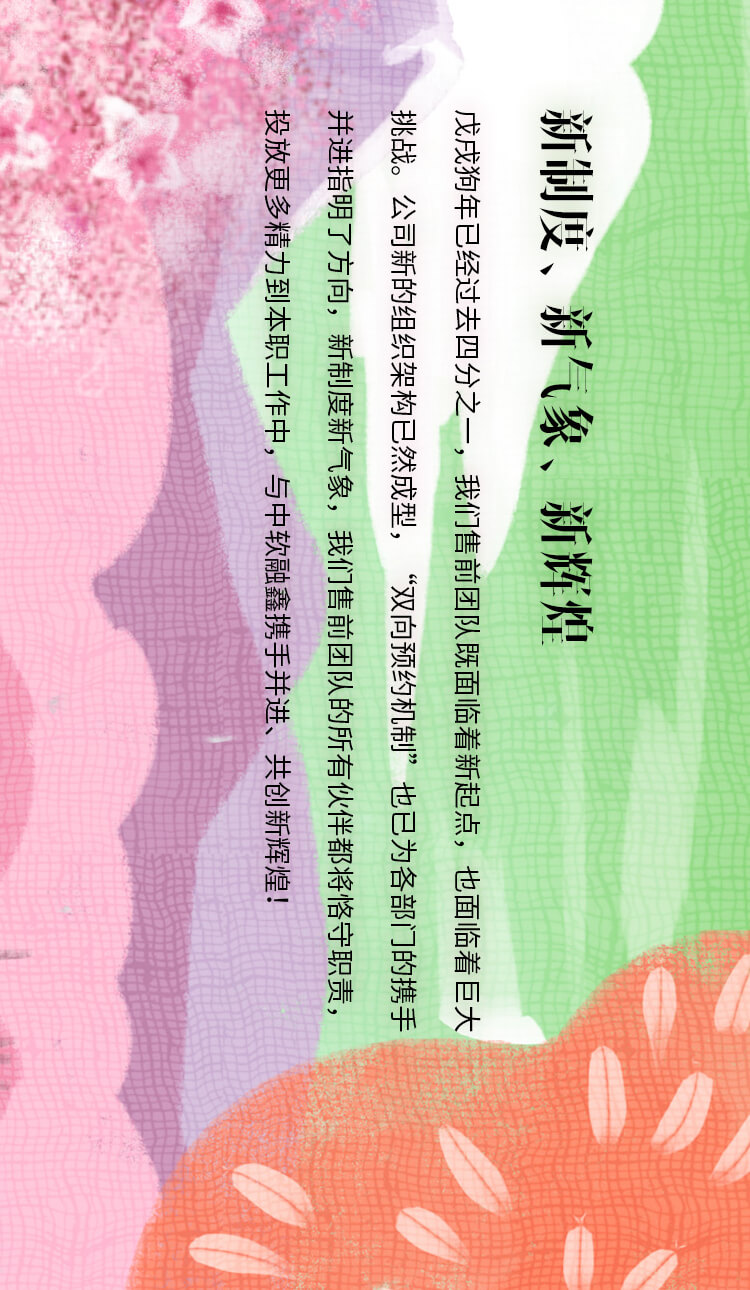 新制度、新气象、新辉煌
戊戌狗年已经过去四分之一，我们售前团队既面临着新起点，也面临着巨大
挑战。公司新的组织架构已然成型，“双向预约机制”也已为各部门的携手
并进指明了方向，新制度新气象，我们售前团队的所有伙伴都将恪守职责，
投放更多精力到本职工作中，与中软融鑫携手并进、共创新辉煌！